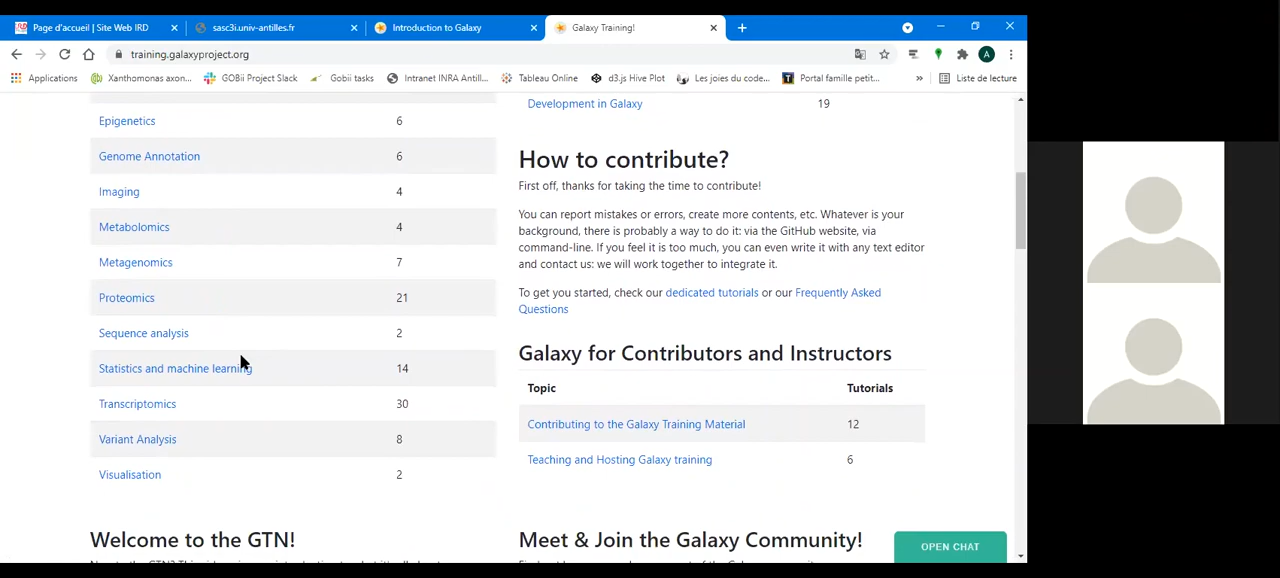 Page d'accueil | Site Web IRD
sasc3i.univ-antilles.fr
Introduction to Galaxy
Galaxy Training!
training.galaxyproject.org
A
Applications
Xanthomonas axon...
GOBii Project Slack
Gobii tasks
Intranet INRA Antill...
Tableau Online
d3.js Hive Plot
Les joies du code...
Portal famille petit...
»
Liste de lecture
Epigenetics 6
Genome Annotation 6
Imaging 4
Metabolomics 4
Metagenomics 7
Proteomics 21
Sequence analysis 2
Statistics and machine learning 14
Transcriptomics 30
Variant Analysis 8
Visualisation 2
Welcome to the GTN!
Development in Galaxy 19
How to contribute?
First off, thanks for taking the time to contribute!
You can report mistakes or errors, create more contents, etc. Whatever is your
background, there is probably a way to do it: via the GitHub website, via
command-line. If you feel it is too much, you can even write it with any text editor
and contact us: we will work together to integrate it.
To get you started, check our dedicated tutorials or our Frequently Asked
Questions
Galaxy for Contributors and Instructors
Topic Tutorials
Contributing to the Galaxy Training Material 12
Teaching and Hosting Galaxy training 6
Meet & Join the Galaxy Community!
OPEN CHAT